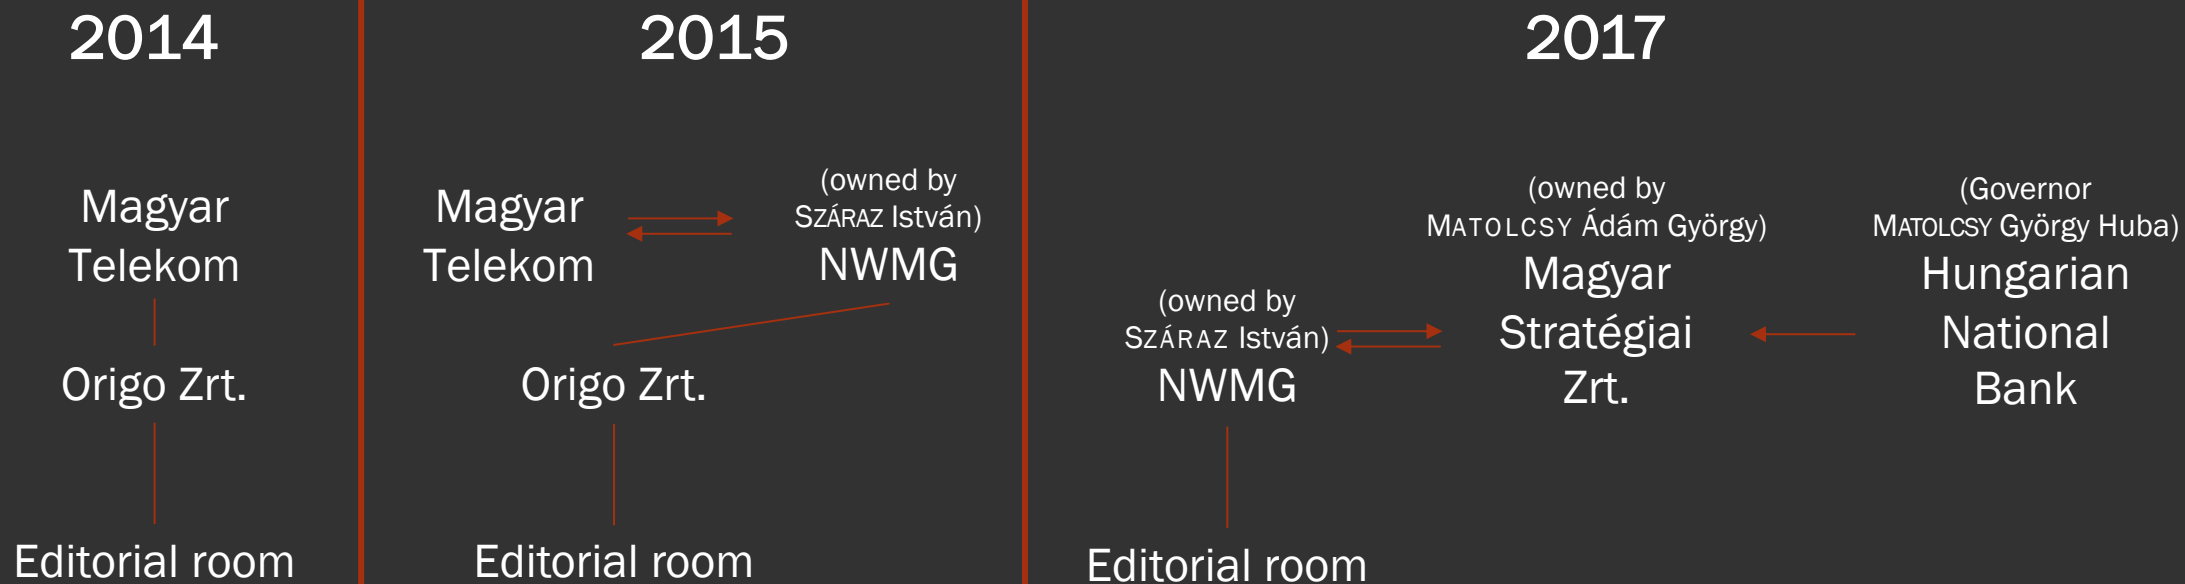 2014
Magyar
Telekom
Origo Zrt.
Editorial room
2015
Magyar
Telekom
(owned by
SZÁRAZ István)
NWMG
Origo Zrt.
Editorial room
2017
(owned by
SZÁRAZ István)
NWMG
Editorial room
(owned by
MATOLCSY Ádám György)
Magyar
Stratégiai
Zrt.
(Governor
MATOLCSY György Huba)
Hungarian
National
Bank